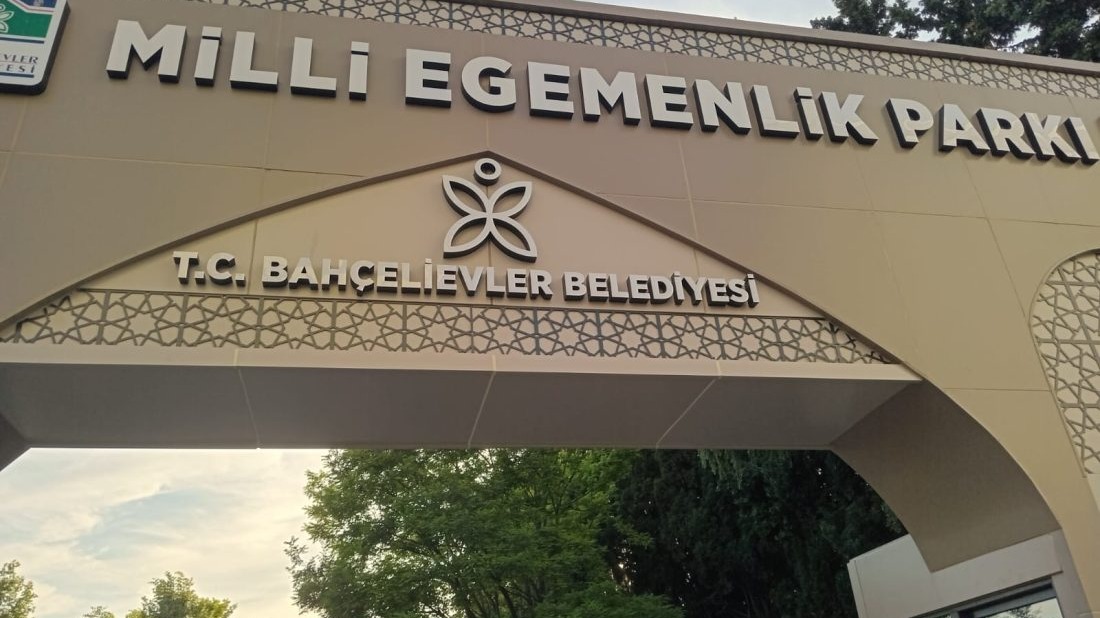 MİLLİ EGEMENLİK PARKI
T.C. BAHÇELİEVLER BELEDİYESİ